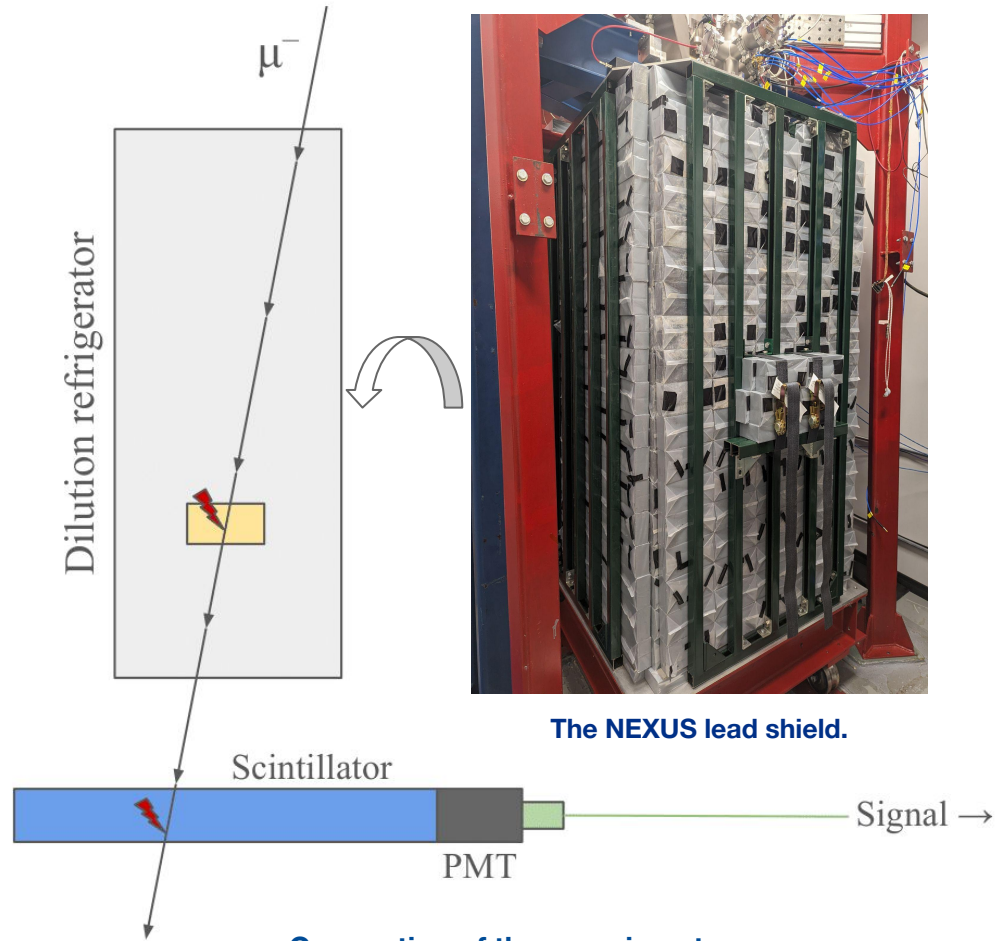 μ⁻
Dilution refrigerator
The NEXUS lead shield.
Scintillator
Signal →
PMT